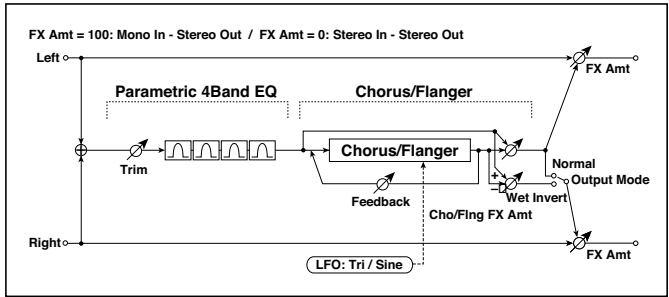 FX Amt = 100: Mono In - Stereo Out / FX Amt = 0: Stereo In - Stereo Out
Left
FX Amt
Parametric 4Band EQ
Chorus/Flanger
Chorus/Flanger
Trim
Normal
Output Mode
+
−
Wet Invert
Feedback
Cho/Flng FX Amt
Right
FX Amt
LFO: Tri / Sine